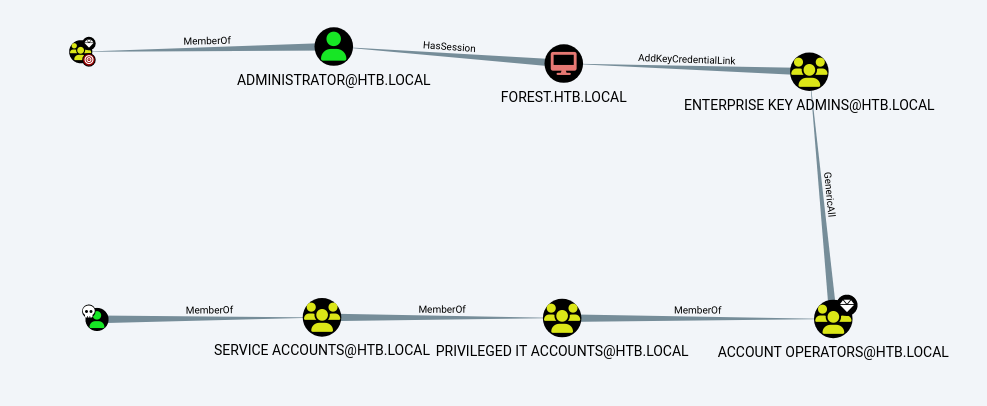 MemberOf
HasSession
AddKeyCredentialLink
ADMINISTRATOR@HTB.LOCAL
FOREST.HTB.LOCAL
ENTERPRISE KEY ADMINS@HTB.LOCAL
GenericAll
MemberOf
MemberOf
MemberOf
SERVICE ACCOUNTS@HTB.LOCAL
PRIVILEGED IT ACCOUNTS@HTB.LOCAL
ACCOUNT OPERATORS@HTB.LOCAL